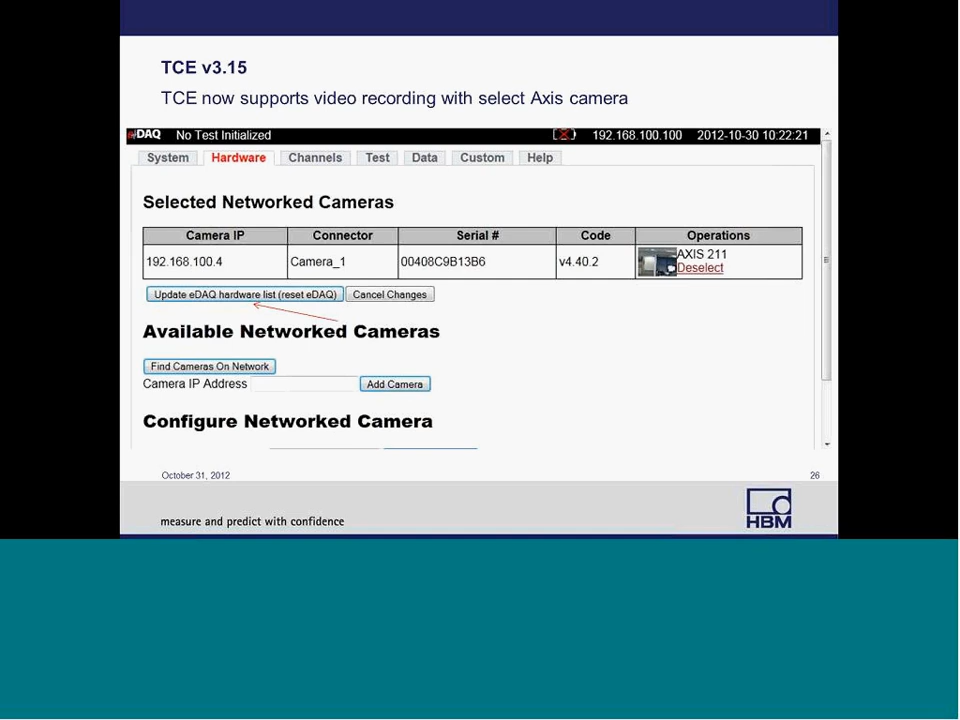 TCE v3.15
TCE now supports video recording with select Axis camera
eDAQ No Test Initialized 192.168.100.100 2012-10-30 10:22:21
System Hardware Channels Test Data Custom Help
Selected Networked Cameras
Camera IP Connector Serial # Code Operations
192.168.100.4 Camera_1 00408C9B13B6 v4.40.2 AXIS 211
Deselect
Update eDAQ hardware list (reset eDAQ) Cancel Changes
Available Networked Cameras
Find Cameras On Network
Camera IP Address Add Camera
Configure Networked Camera
October 31, 2012 26
measure and predict with confidence
HBM